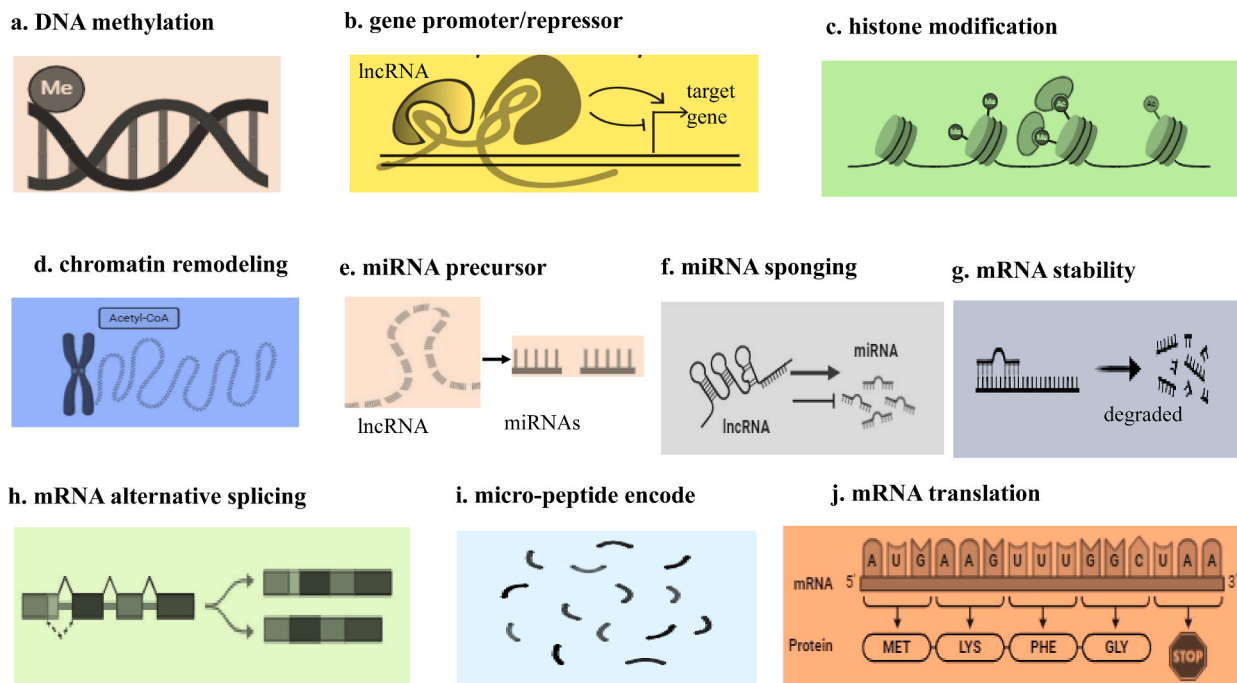 a. DNA methylation
Me
b. gene promoter/repressor
lncRNA
target
gene
c. histone modification
Me
Me
Ac
Me
Ac
d. chromatin remodeling
Acetyl-CoA
e. miRNA precursor
lncRNA
miRNAs
f. miRNA sponging
miRNA
lncRNA
g. mRNA stability
degraded
h. mRNA alternative splicing
i. micro-peptide encode
j. mRNA translation
A U G A A G U U U G G C U A A
mRNA 5' 3'
Protein MET LYS PHE GLY STOP